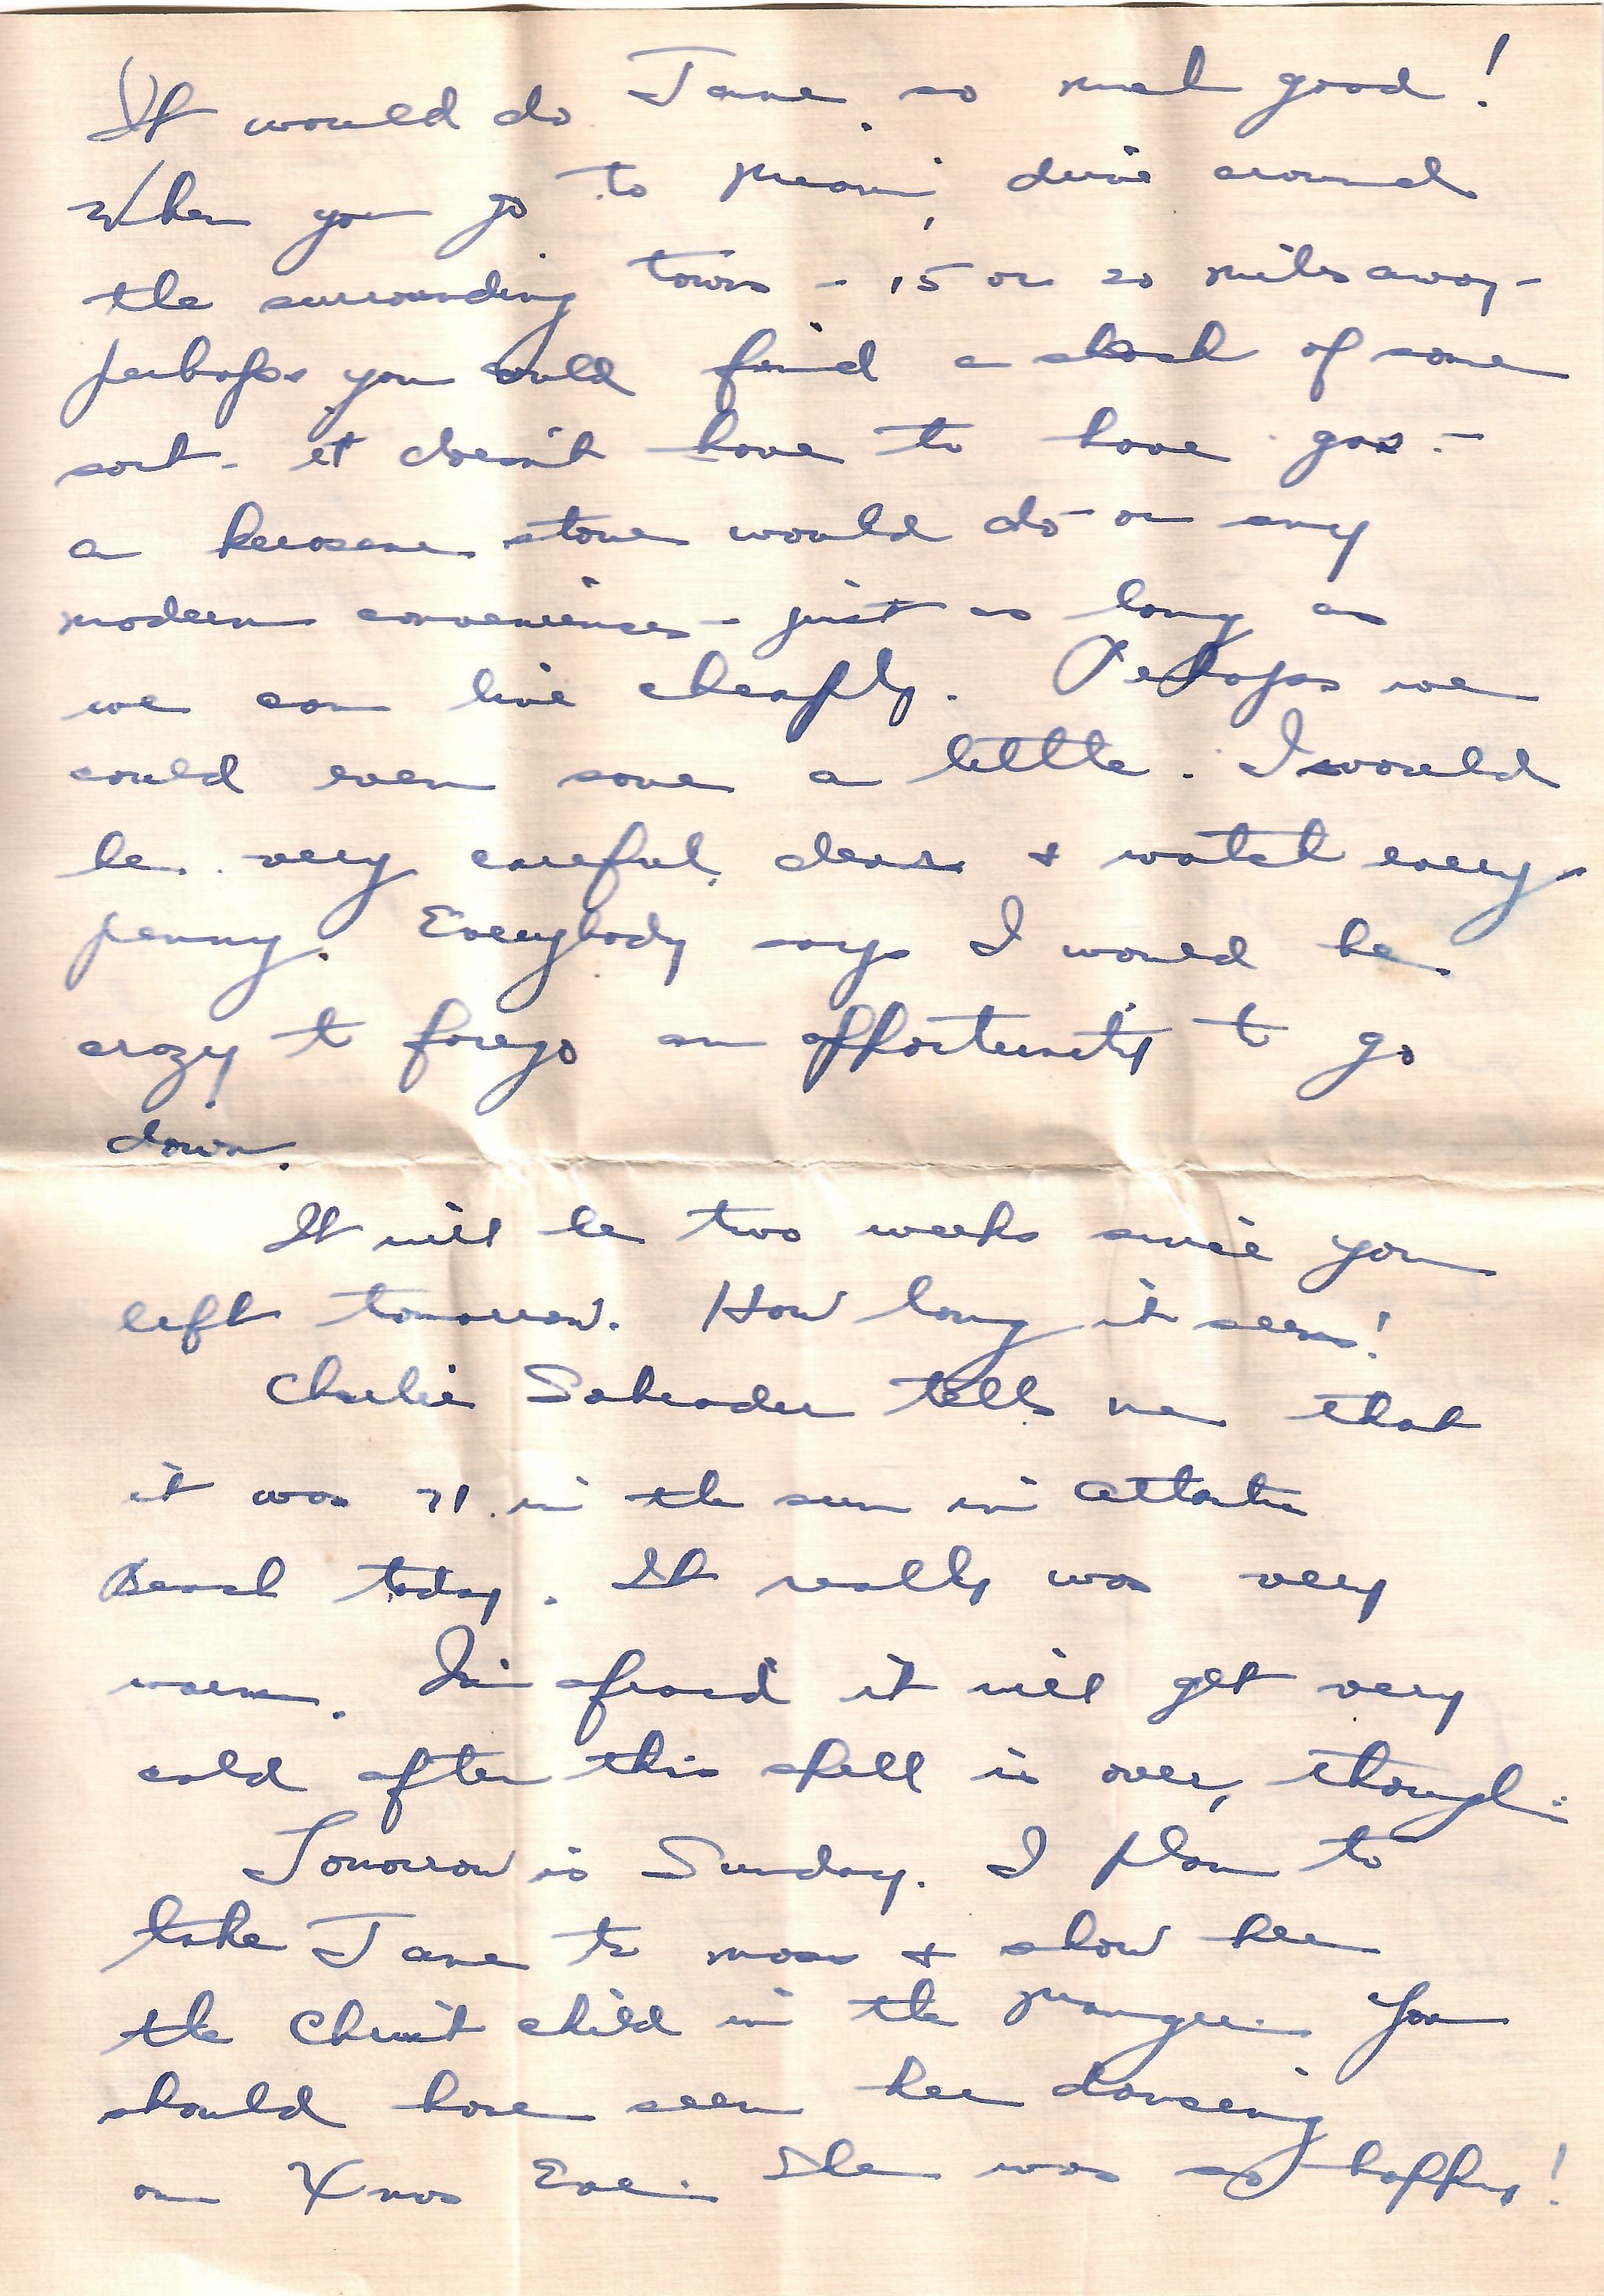 It would do Jane so much good!
When you go to Miami, drive around
the surrounding towns - 15 or 20 miles away -
perhaps you could find a shack of some
sort - it doesn't have to have gas -
a kerosene stove would do - or any
modern conveniences - just as long as
we can live cheaply. Perhaps we
could even save a little. I would
be very careful, dear & watch every
penny. Everybody says I would be
crazy to forego an opportunity to go
down.
It will be two weeks since you
left tomorrow. How long it seems!
Charlie Schrader tells me that
it was 71 in the sun in Atlantic
Beach today. It really was very
warm. I'm afraid it will get very
cold after this spell is over, though.
Tomorrow is Sunday. I plan to
take Jane to mass & show her
the Christ child in the manger. You
should have seen her dancing
on Xmas Eve. She was so happy!